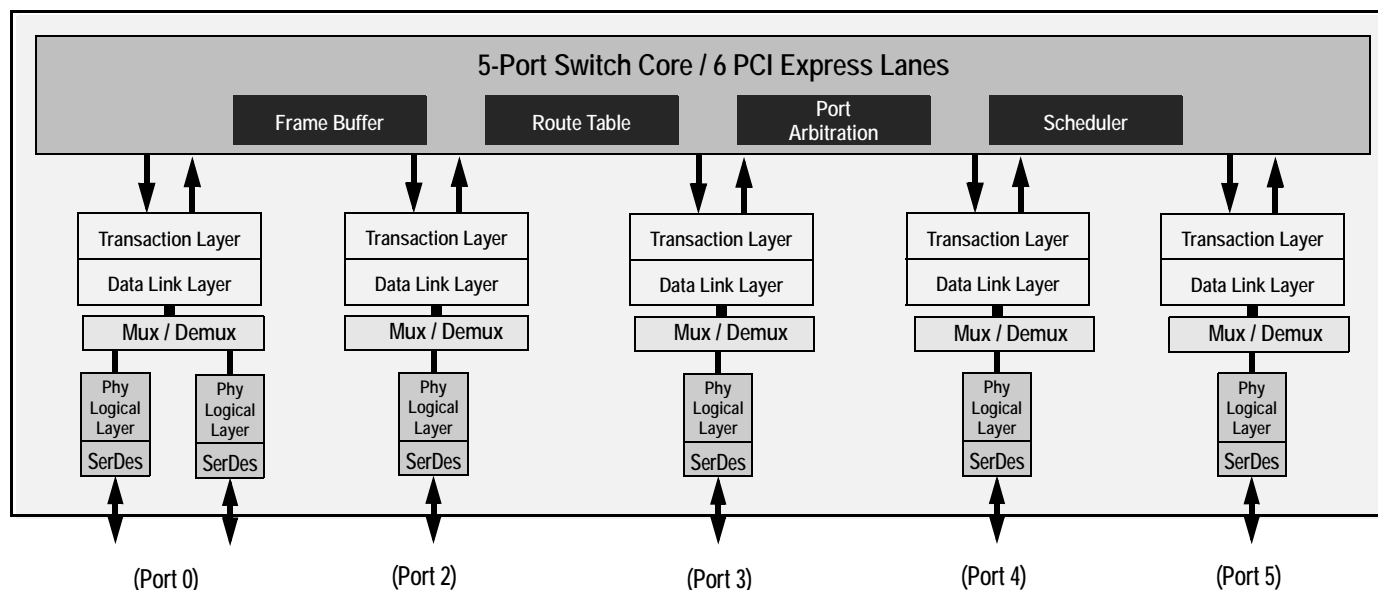 5-Port Switch Core / 6 PCI Express Lanes
Frame Buffer
Route Table
Port
Arbitration
Scheduler
Transaction Layer
Data Link Layer
Mux / Demux
Phy
Logical
Layer
SerDes
Phy
Logical
Layer
SerDes
(Port 0)
Transaction Layer
Data Link Layer
Mux / Demux
Phy
Logical
Layer
SerDes
(Port 2)
Transaction Layer
Data Link Layer
Mux / Demux
Phy
Logical
Layer
SerDes
(Port 3)
Transaction Layer
Data Link Layer
Mux / Demux
Phy
Logical
Layer
SerDes
(Port 4)
Transaction Layer
Data Link Layer
Mux / Demux
Phy
Logical
Layer
SerDes
(Port 5)